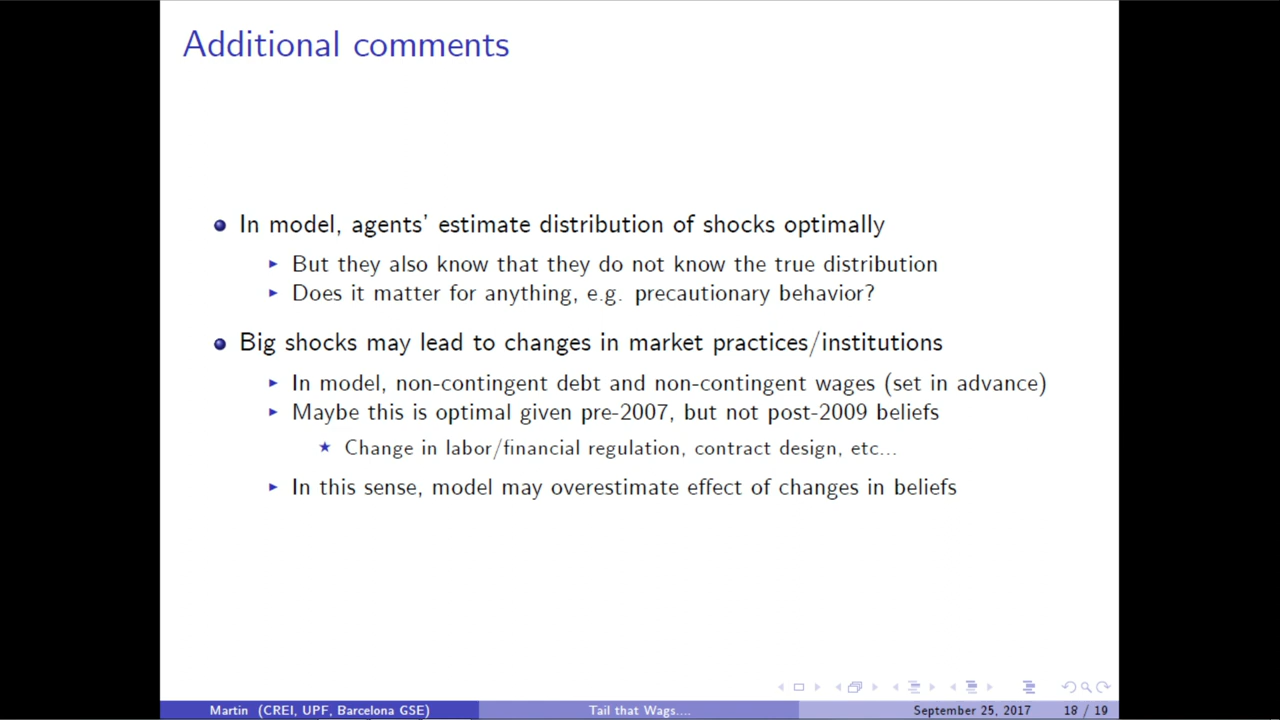 Additional comments
In model, agents' estimate distribution of shocks optimally
But they also know that they do not know the true distribution
Does it matter for anything, e.g. precautionary behavior?
Big shocks may lead to changes in market practices/institutions
In model, non-contingent debt and non-contingent wages (set in advance)
Maybe this is optimal given pre-2007, but not post-2009 beliefs
Change in labor/financial regulation, contract design, etc...
In this sense, model may overestimate effect of changes in beliefs
Martin (CREI, UPF, Barcelona GSE) Tail that Wags.... September 25, 2017 18 / 19